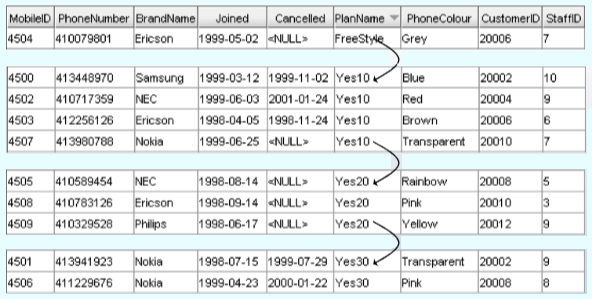 MobileID PhoneNumber BrandName Joined Cancelled PlanName PhoneColour CustomerID StaffID
4504 410079801 Ericson 1999-05-02 <NULL> FreeStyle Grey 20006 7
4500 413448970 Samsung 1999-03-12 1999-11-02 Yes10 Blue 20002 10
4502 410717359 NEC 1999-06-03 2001-01-24 Yes10 Red 20004 9
4503 412256126 Ericson 1998-04-05 1998-11-24 Yes10 Brown 20006 6
4507 413980788 Nokia 1999-06-25 <NULL> Yes10 Transparent 20010 7
4505 410589454 NEC 1998-08-14 <NULL> Yes20 Rainbow 20008 5
4508 410783126 Ericson 1998-09-14 <NULL> Yes20 Pink 20010 3
4509 410329528 Philips 1998-06-17 <NULL> Yes20 Yellow 20012 9
4501 413941923 Nokia 1998-07-15 1999-07-29 Yes30 Transparent 20002 9
4506 411229676 Nokia 1999-04-23 2000-01-22 Yes30 Pink 20008 8